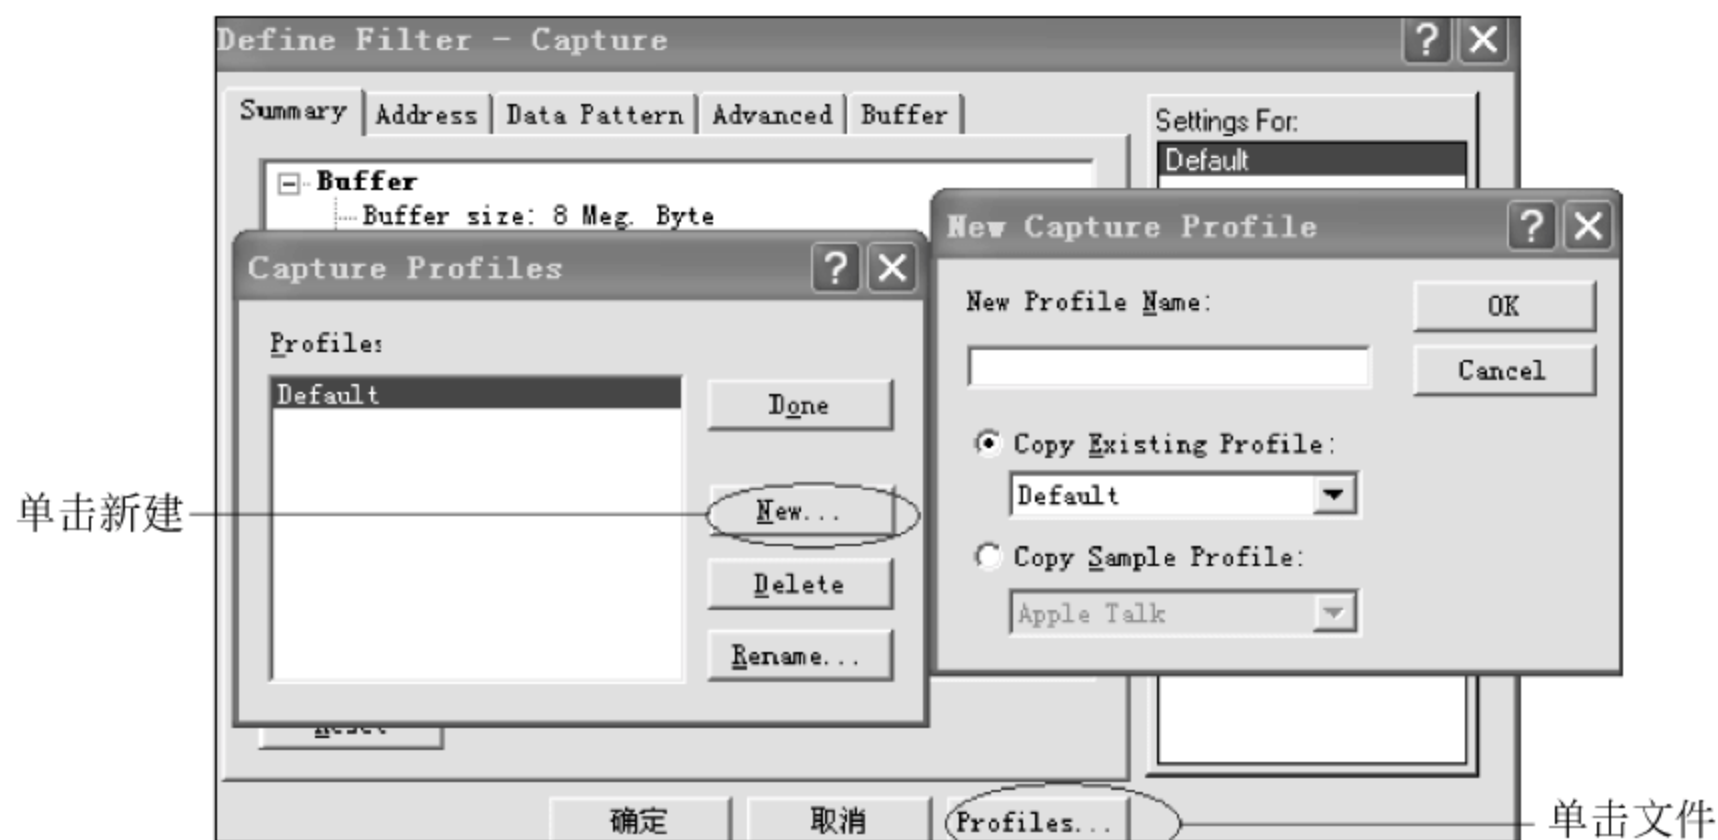 Define Filter - Capture
Summary Address Data Pattern Advanced Buffer
Settings For:
Default
Buffer
Buffer size: 8 Meg. Byte
Capture Profiles
Profile:
Default
Done
New...
Delete
Rename...
单击新建
New Capture Profile
New Profile Name:
OK
Cancel
Copy Existing Profile:
Default
Copy Sample Profile:
Apple Talk
Reset
确定 取消 Profiles...
单击文件